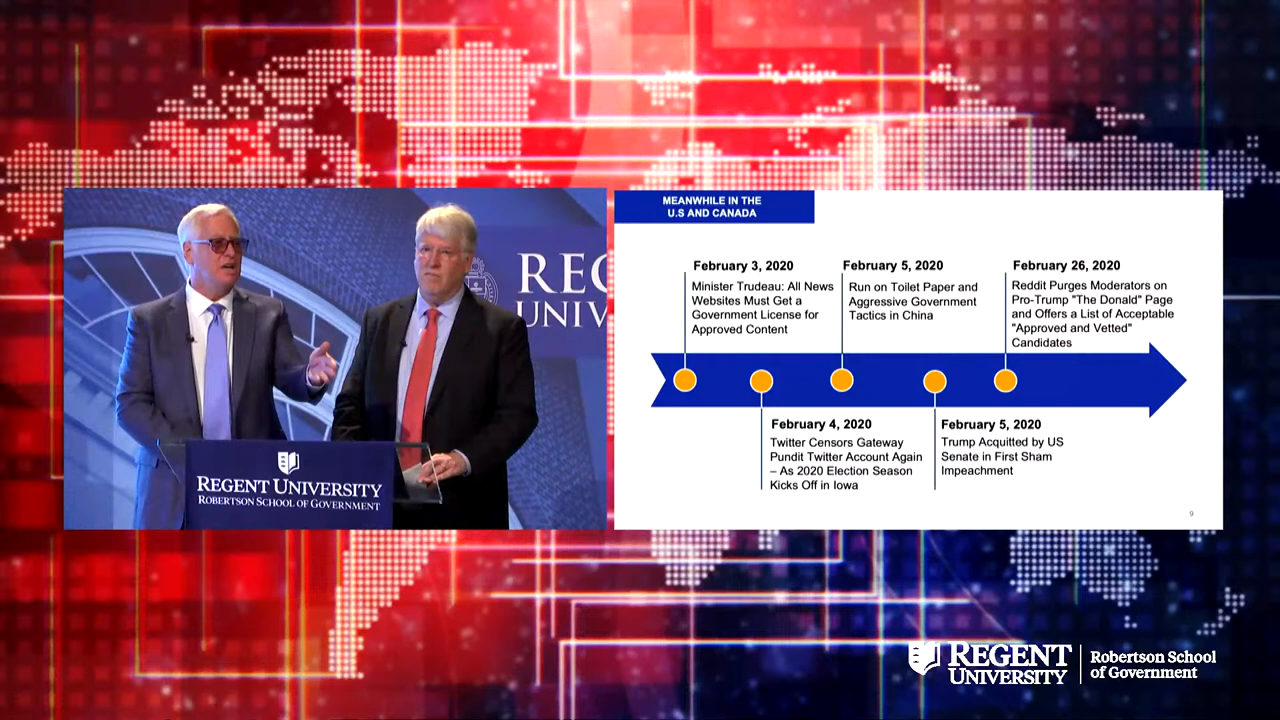 REG
UNIV
REGENT UNIVERSITY
ROBERTSON SCHOOL OF GOVERNMENT
MEANWHILE IN THE
U.S AND CANADA
February 3, 2020
Minister Trudeau: All News
Websites Must Get a
Government License for
Approved Content
February 5, 2020
Run on Toilet Paper and
Aggressive Government
Tactics in China
February 26, 2020
Reddit Purges Moderators on
Pro-Trump "The Donald" Page
and Offers a List of Acceptable
"Approved and Vetted"
Candidates
February 4, 2020
Twitter Censors Gateway
Pundit Twitter Account Again
– As 2020 Election Season
Kicks Off in Iowa
February 5, 2020
Trump Acquitted by US
Senate in First Sham
Impeachment
9
REGENT
UNIVERSITY
Robertson School
of Government